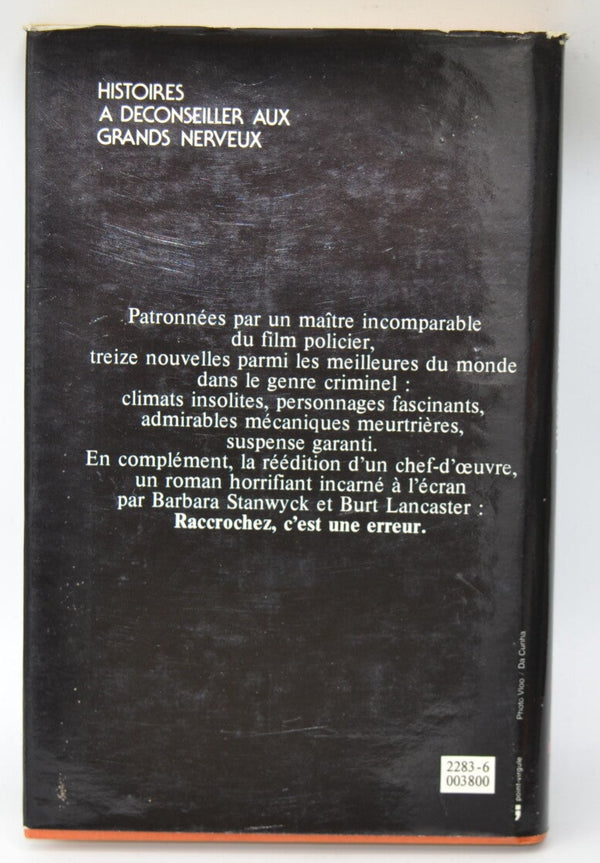 HISTOIRES
A DECONSEILLER AUX
GRANDS NERVEUX
Patronnées par un maître incomparable
du film policier,
treize nouvelles parmi les meilleures du monde
dans le genre criminel :
climats insolites, personnages fascinants,
admirables mécaniques meurtrières,
suspense garanti.
En complément, la réédition d'un chef-d'œuvre,
un roman horrifiant incarné à l'écran
par Barbara Stanwyck et Burt Lancaster :
Raccrochez, c'est une erreur.
2283-6
003800
point-virgule
Photo Vloo / Da Cunha